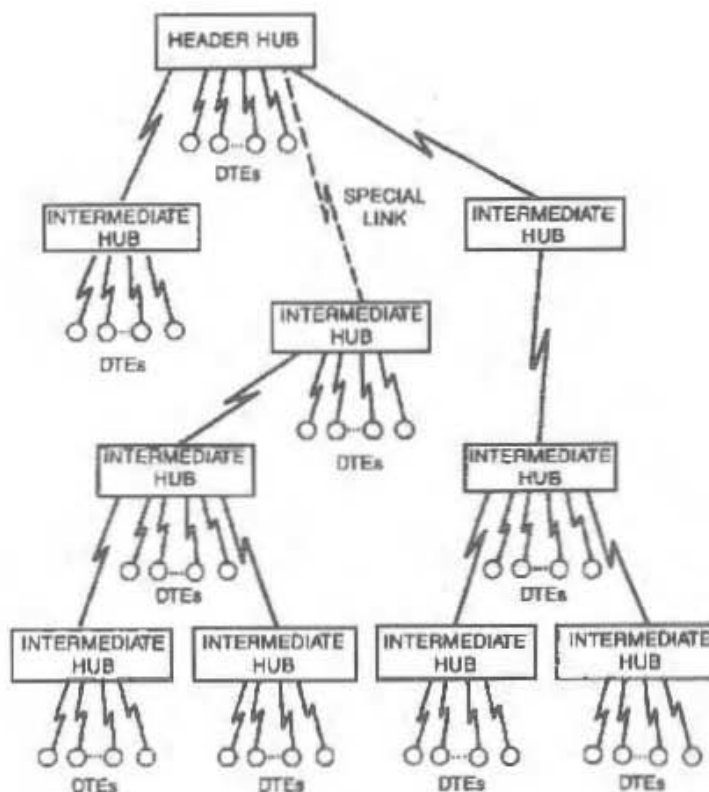 HEADER HUB
DTEs
INTERMEDIATE
HUB
SPECIAL
LINK
INTERMEDIATE
HUB
DTEs
INTERMEDIATE
HUB
DTEs
INTERMEDIATE
HUB
INTERMEDIATE
HUB
DTEs
DTEs
INTERMEDIATE
HUB
INTERMEDIATE
HUB
INTERMEDIATE
HUB
INTERMEDIATE
HUB
DTEs
DTEs
DTEs
DTEs